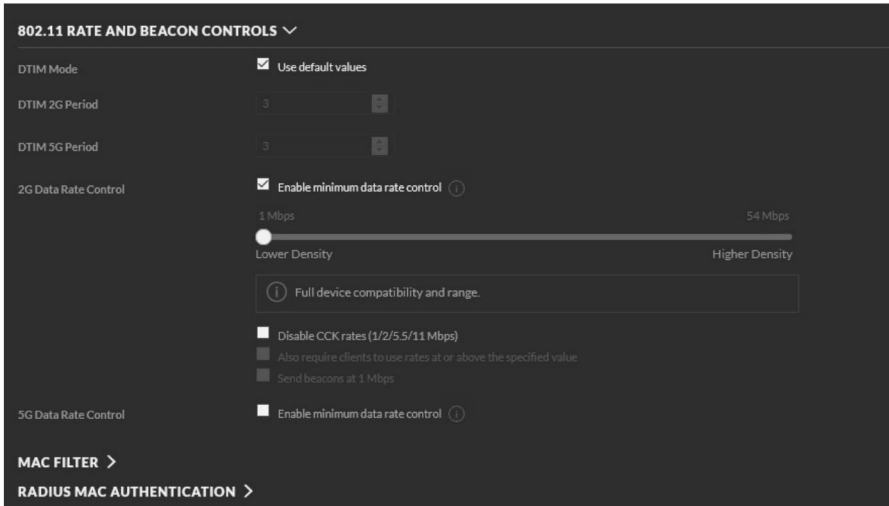 802.11 RATE AND BEACON CONTROLS
DTIM Mode
Use default values
DTIM 2G Period
3
DTIM 5G Period
3
2G Data Rate Control
Enable minimum data rate control
1 Mbps
54 Mbps
Lower Density
Higher Density
Full device compatibility and range.
Disable CCK rates (1/2/5.5/11 Mbps)
Also require clients to use rates at or above the specified value
Send beacons at 1 Mbps
5G Data Rate Control
Enable minimum data rate control
MAC FILTER
RADIUS MAC AUTHENTICATION